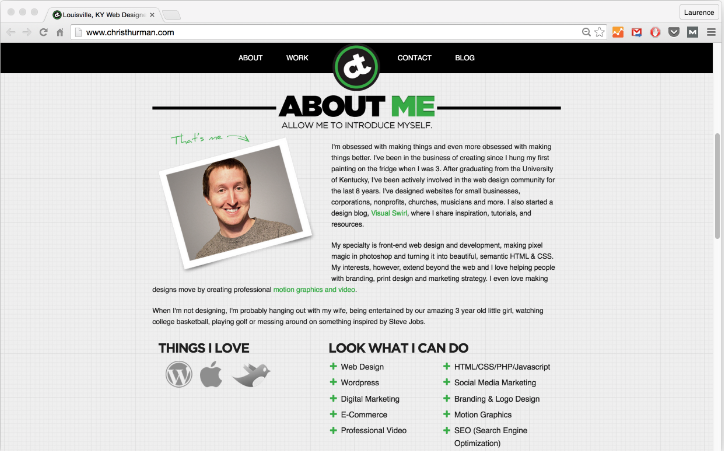 Louisville, KY Web Designe
Laurence
www.christhurman.com
ABOUT
WORK
ct
CONTACT
BLOG
ABOUT ME
ALLOW ME TO INTRODUCE MYSELF.
That's me
I'm obsessed with making things and even more obsessed with making
things better. I've been in the business of creating since I hung my first
painting on the fridge when I was 3. After graduating from the University
of Kentucky, I've been actively involved in the web design community for
the last 8 years. I've designed websites for small businesses,
corporations, nonprofits, churches, musicians and more. I also started a
design blog, Visual Swirl, where I share inspiration, tutorials, and
resources.
My specialty is front-end web design and development, making pixel
magic in photoshop and turning it into beautiful, semantic HTML & CSS.
My interests, however, extend beyond the web and I love helping people
with branding, print design and marketing strategy. I even love making
designs move by creating professional motion graphics and video.
When I'm not designing, I'm probably hanging out with my wife, being entertained by our amazing 3 year old little girl, watching
college basketball, playing golf or messing around on something inspired by Steve Jobs.
THINGS I LOVE
LOOK WHAT I CAN DO
Web Design
Wordpress
Digital Marketing
E-Commerce
Professional Video
HTML/CSS/PHP/Javascript
Social Media Marketing
Branding & Logo Design
Motion Graphics
SEO (Search Engine
Optimization)